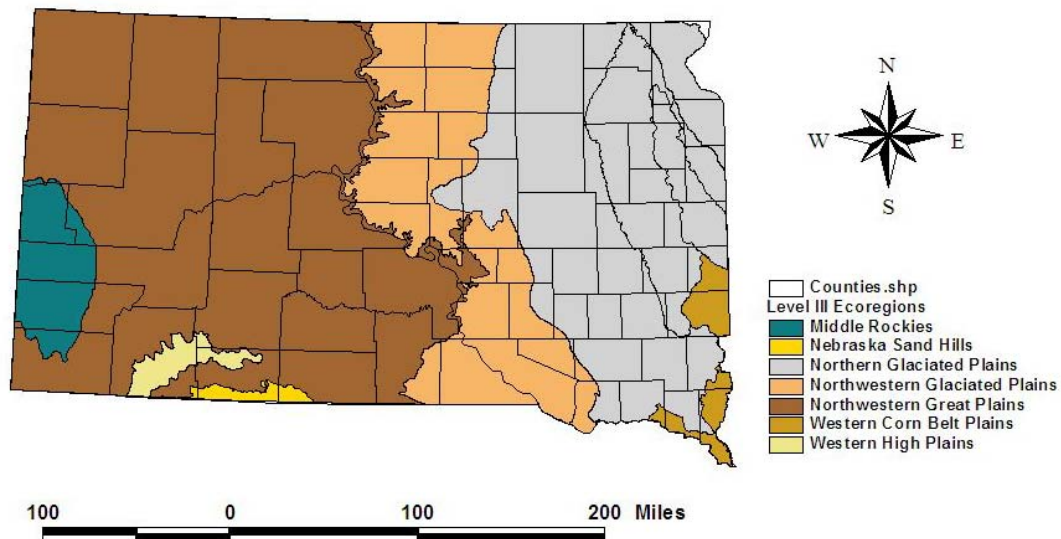 N
W E
S
Counties.shp
Level III Ecoregions
Middle Rockies
Nebraska Sand Hills
Northern Glaciated Plains
Northwestern Glaciated Plains
Northwestern Great Plains
Western Corn Belt Plains
Western High Plains
100 0 100 200 Miles